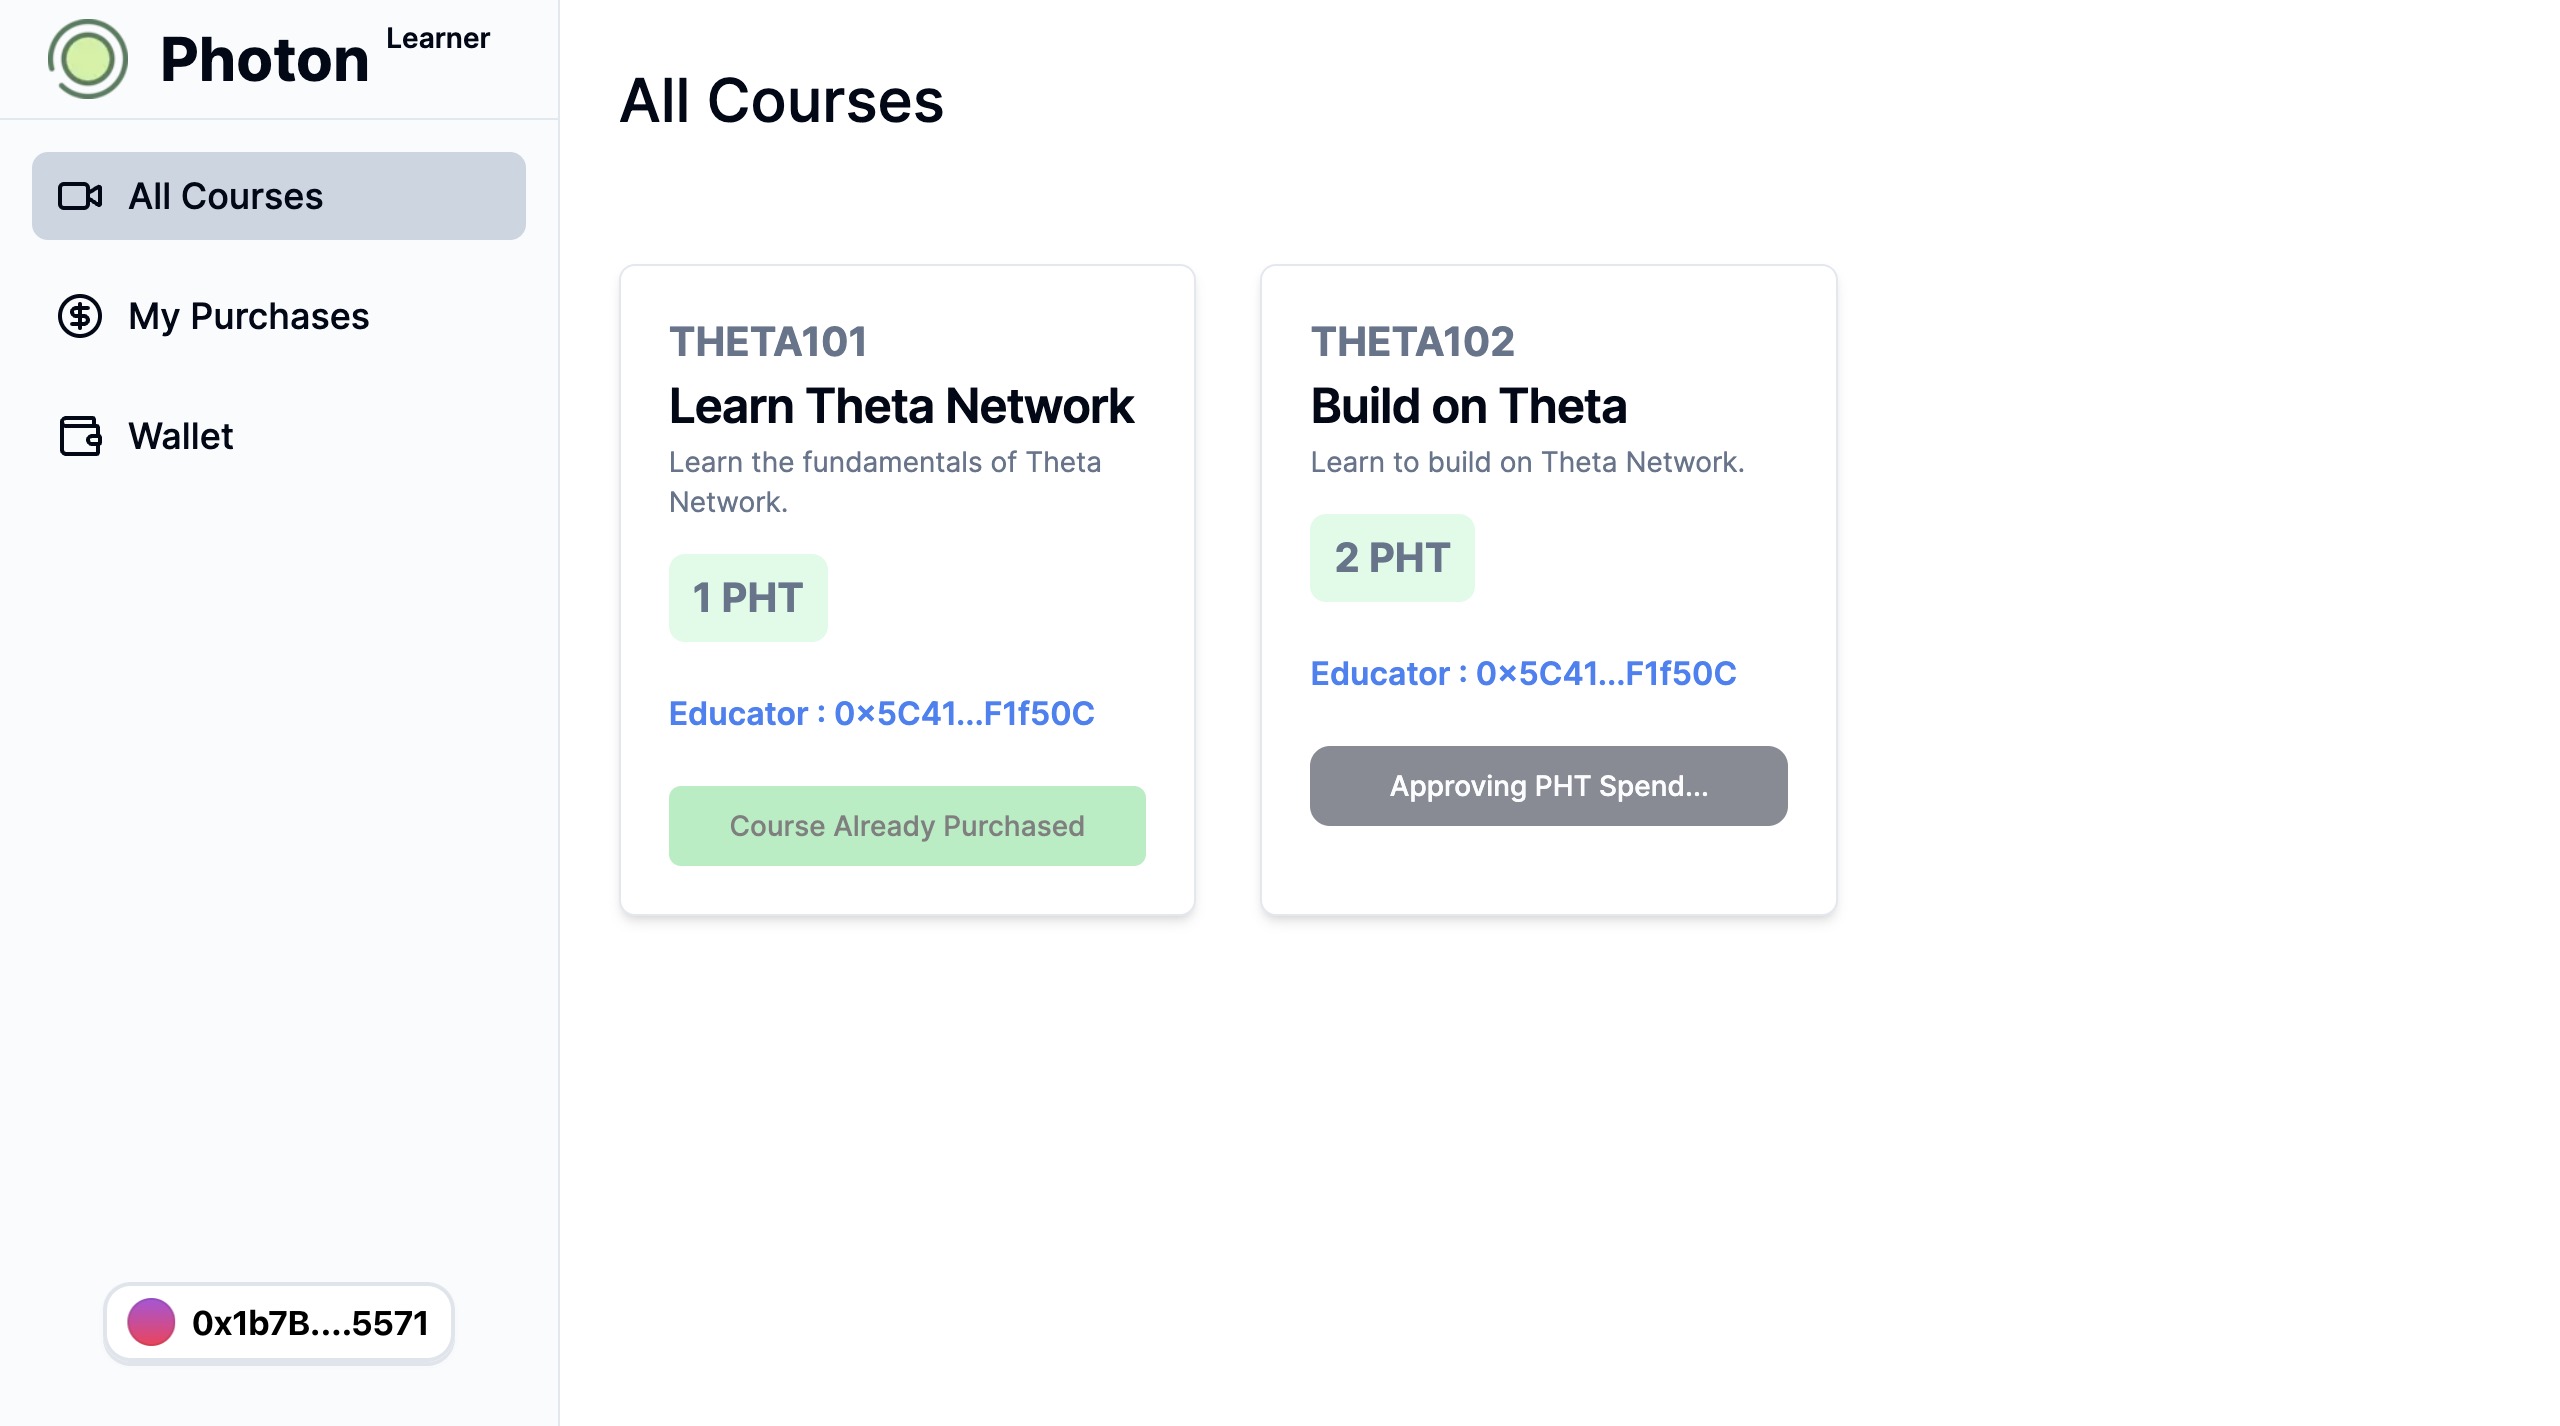 Photon Learner
All Courses
My Purchases
Wallet
0x1b7B....5571
All Courses
THETA101
Learn Theta Network
Learn the fundamentals of Theta
Network.
1 PHT
Educator : 0×5C41...F1f50C
Course Already Purchased
THETA102
Build on Theta
Learn to build on Theta Network.
2 PHT
Educator : 0×5C41...F1f50C
Approving PHT Spend...